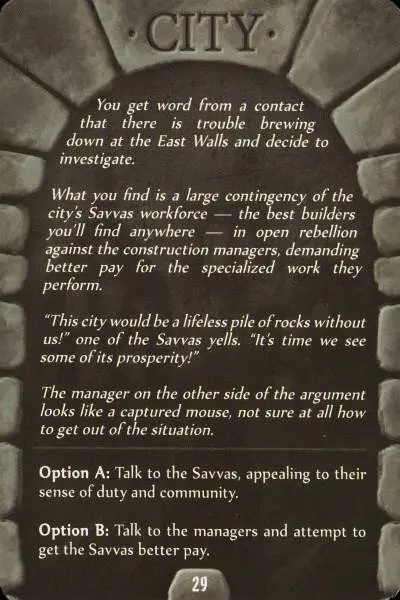 · CITY ·
You get word from a contact
that there is trouble brewing
down at the East Walls and decide to
investigate.
What you find is a large contingency of the
city's Savvas workforce — the best builders
you'll find anywhere — in open rebellion
against the construction managers, demanding
better pay for the specialized work they
perform.
“This city would be a lifeless pile of rocks without
us!” one of the Savvas yells. “It's time we see
some of its prosperity!”
The manager on the other side of the argument
looks like a captured mouse, not sure at all how
to get out of the situation.
Option A: Talk to the Savvas, appealing to their
sense of duty and community.
Option B: Talk to the managers and attempt to
get the Savvas better pay.
29